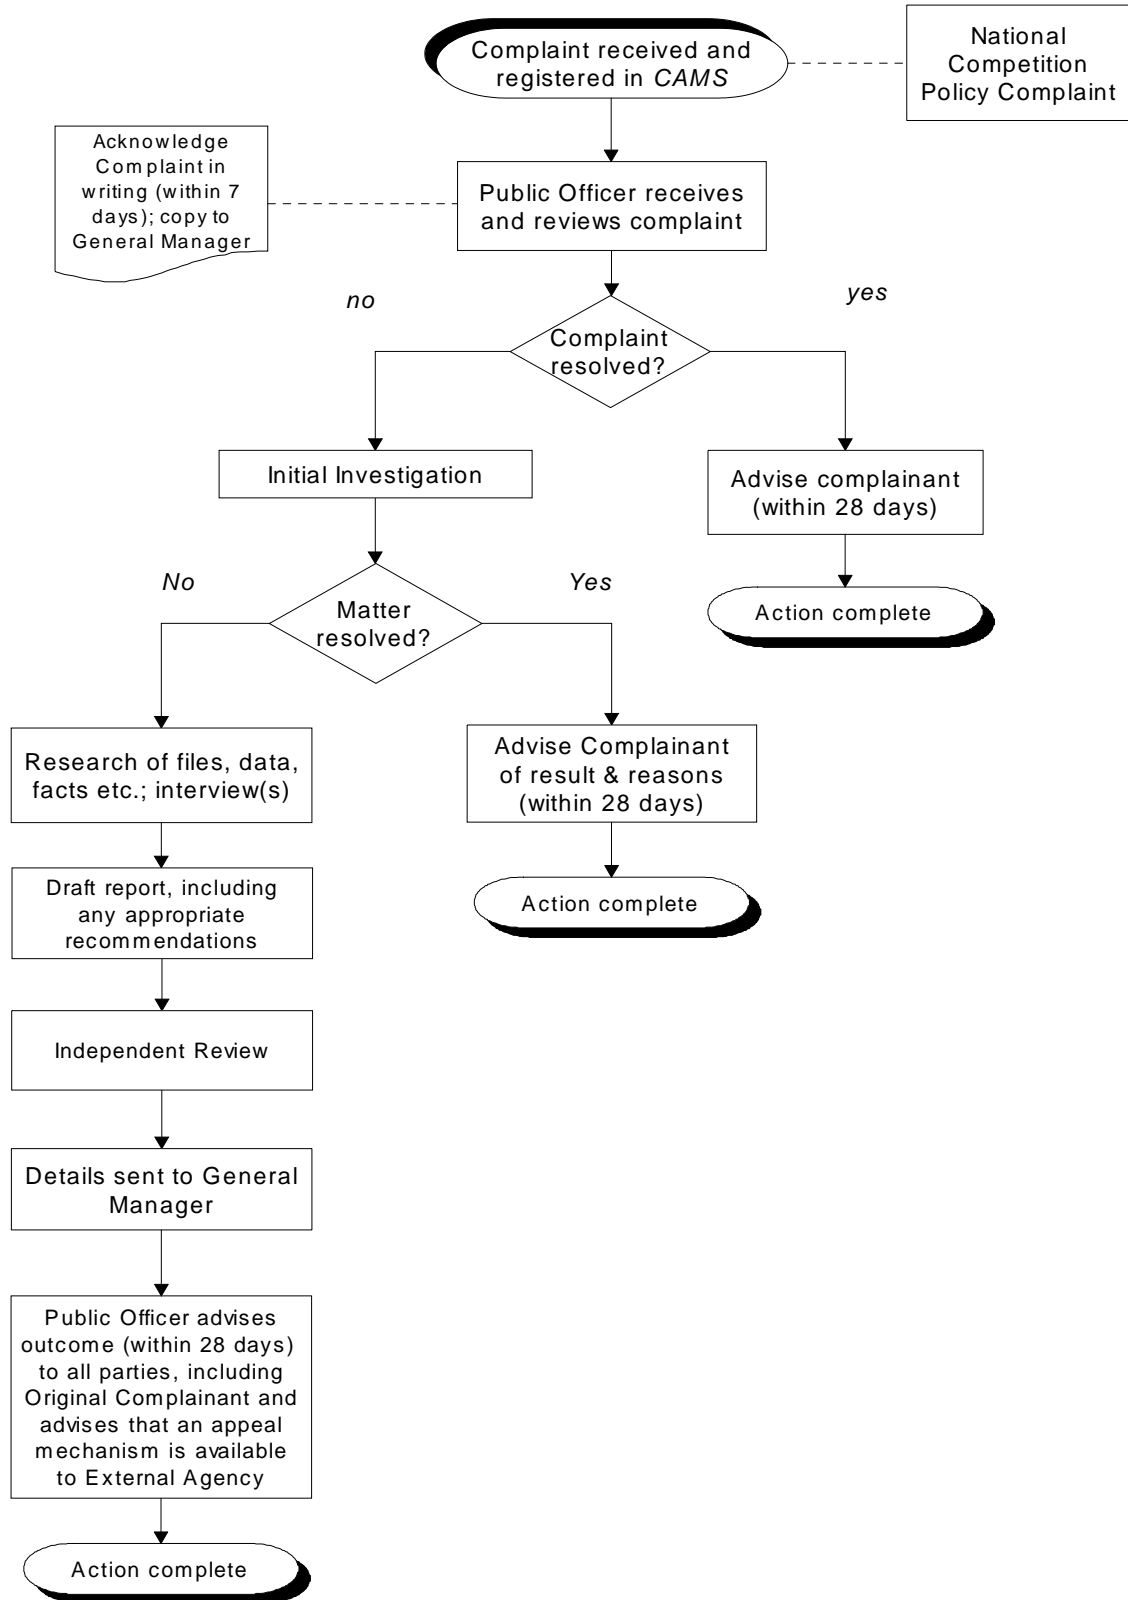 Complaint received and
registered in CAMS
National
Competition
Policy Complaint
Acknowledge
Complaint in
writing (within 7
days); copy to
General Manager
Public Officer receives
and reviews complaint
no
yes
Complaint
resolved?
Initial Investigation
Advise complainant
(within 28 days)
No
Yes
Matter
resolved?
Action complete
Research of files, data,
facts etc.; interview(s)
Advise Complainant
of result & reasons
(within 28 days)
Draft report, including
any appropriate
recommendations
Action complete
Independent Review
Details sent to General
Manager
Public Officer advises
outcome (within 28 days)
to all parties, including
Original Complainant and
advises that an appeal
mechanism is available
to External Agency
Action complete